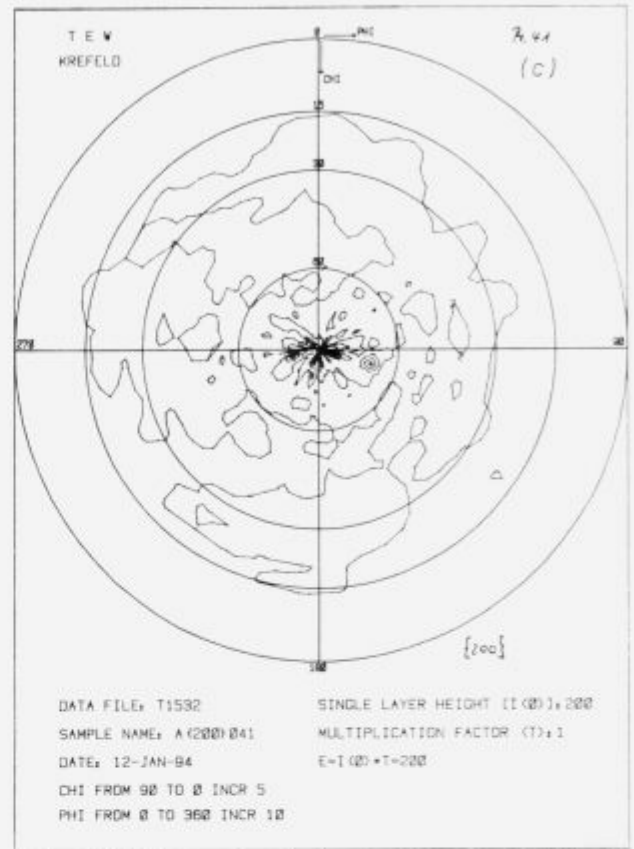 T E W
KREFELD
(C)
0
PHI
CHI
270
90
180
{200}
DATA FILE: T1532
SINGLE LAYER HEIGHT [I(0)]: 200
SAMPLE NAME: A(200)041
MULTIPLICATION FACTOR (T): 1
DATE: 12-JAN-94
E=I(0)*T=200
CHI FROM 90 TO 0 INCR 5
PHI FROM 0 TO 360 INCR 10